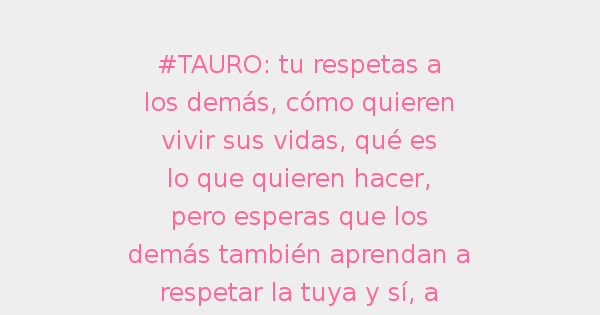 #TAURO: tu respetas a
los demás, cómo quieren
vivir sus vidas, qué es
lo que quieren hacer,
pero esperas que los
demás también aprendan a
respetar la tuya y sí, a